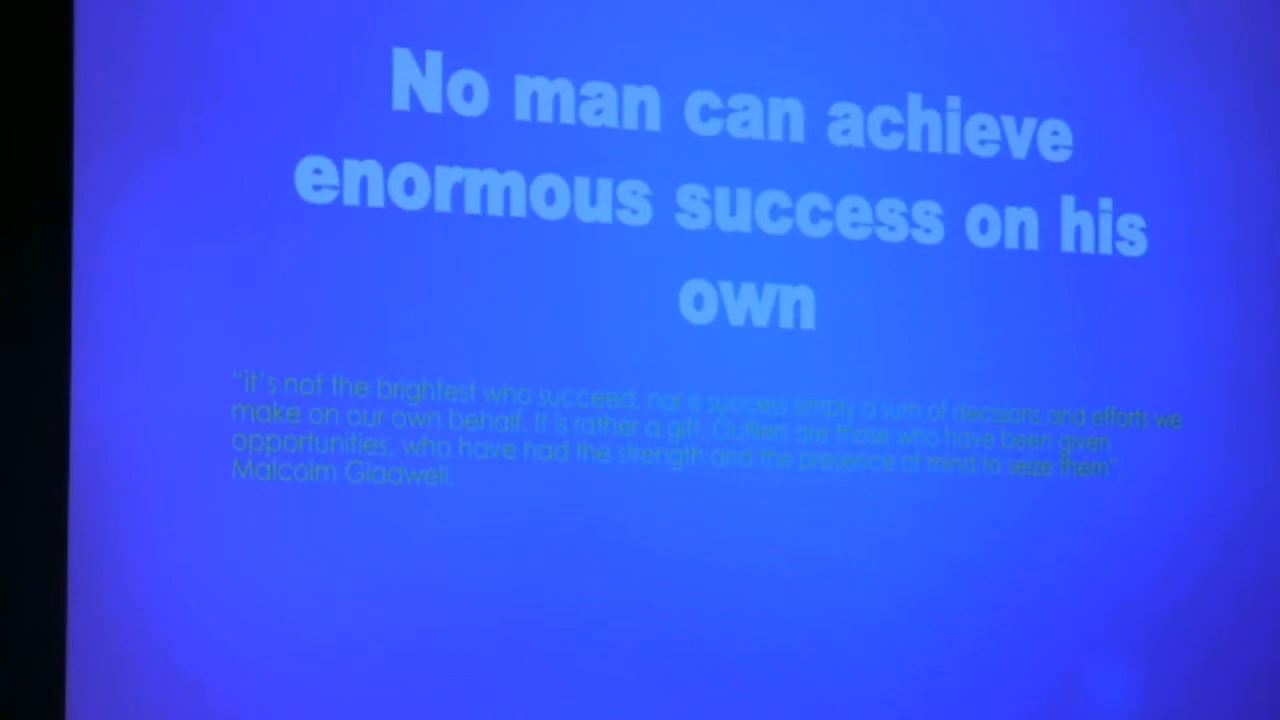 No man can achieve
enormous success on his
own
"it's not the brightest who succeed, nor is success simply a sum of decisions and efforts we
make on our own behalf. It is rather a gift. Outliers are those who have been given
opportunities, who have had the strength and the presence of mind to seize them"
Malcolm Gladwell.